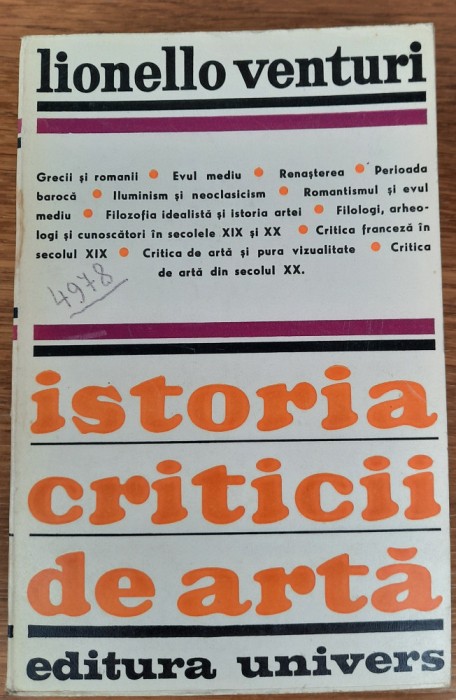 lionello venturi
Grecii și romanii • Evul mediu • Renașterea • Perioada
barocă • Iluminism și neoclasicism • Romantismul și evul
mediu • Filozofia idealistă și istoria artei • Filologi, arheo-
logi și cunoscători în secolele XIX și XX • Critica franceză în
secolul XIX • Critica de artă și pura vizualitate • Critica
de artă din secolul XX.
4978
istoria
criticii
de artă
editura univers